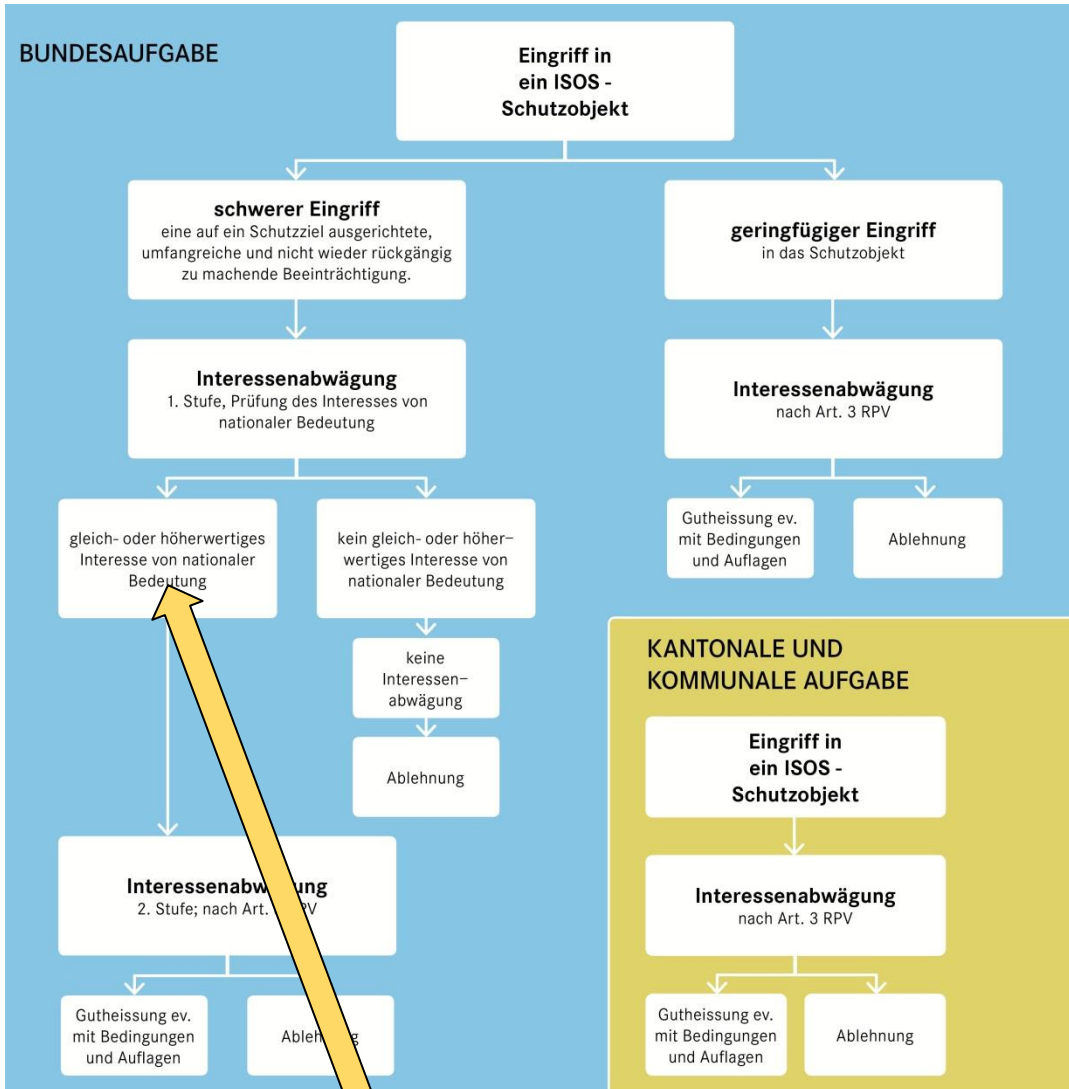 BUNDESAUFGABE
Eingriff in
ein ISOS -
Schutzobjekt
schwerer Eingriff
eine auf ein Schutzziel ausgerichtete,
umfangreiche und nicht wieder rückgängig
zu machende Beeinträchtigung.
geringfügiger Eingriff
in das Schutzobjekt
Interessenabwägung
1. Stufe, Prüfung des Interesses von
nationaler Bedeutung
Interessenabwägung
nach Art. 3 RPV
gleich- oder höherwertiges
Interesse von nationaler
Bedeutung
kein gleich- oder höher–
wertiges Interesse von
nationaler Bedeutung
Gutheissung ev.
mit Bedingungen
und Auflagen
Ablehnung
keine
Interessen–
abwägung
Ablehnung
Interessenabwägung
2. Stufe; nach Art. RPV
Gutheissung ev.
mit Bedingungen
und Auflagen
Ablehnung
KANTONALE UND
KOMMUNALE AUFGABE
Eingriff in
ein ISOS -
Schutzobjekt
Interessenabwägung
nach Art. 3 RPV
Gutheissung ev.
mit Bedingungen
und Auflagen
Ablehnung